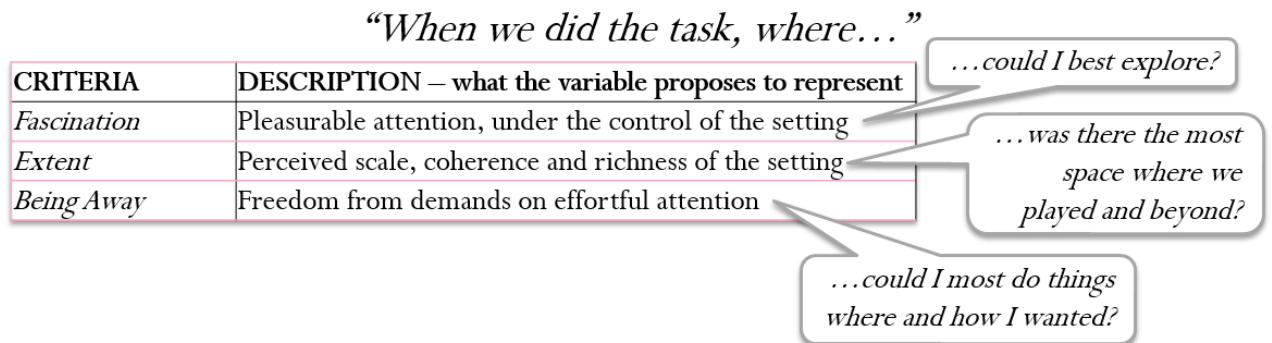 “When we did the task, where…”
CRITERIA DESCRIPTION – what the variable proposes to represent
Fascination Pleasurable attention, under the control of the setting
Extent Perceived scale, coherence and richness of the setting
Being Away Freedom from demands on effortful attention
…could I best explore?
…was there the most
space where we
played and beyond?
…could I most do things
where and how I wanted?